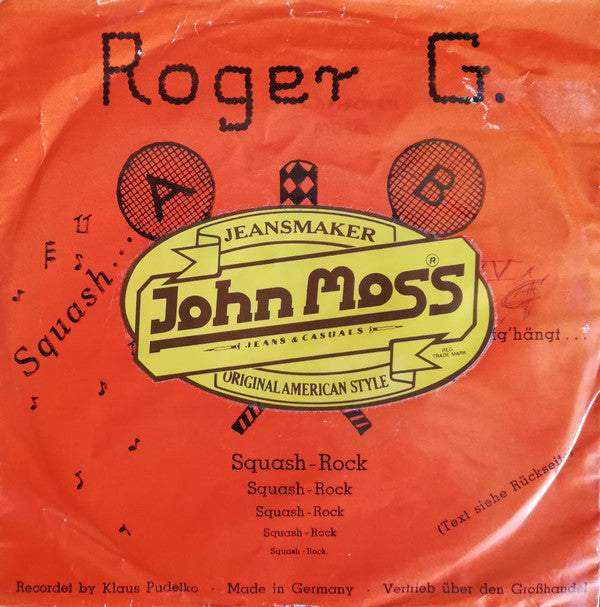 Roger G.
A
B
Squash...
JEANSMAKER
John Moss ®
JEANS & CASUALS
REG.
TRADE MARK
ORIGINAL AMERICAN STYLE
ig'hängt...
Squash-Rock
Squash-Rock
Squash-Rock
Squash-Rock
Squash-Rock
(Text siehe Rückseite)
Recordet by Klaus Pudelko · Made in Germany · Vertrieb über den Großhandel